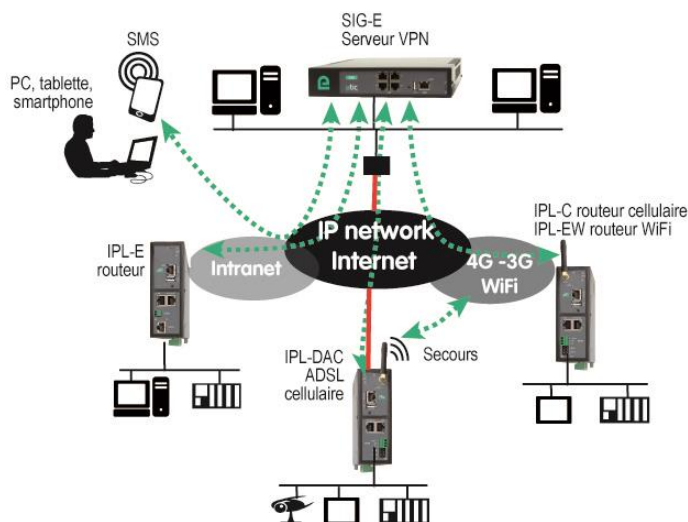 SIG-E
Serveur VPN
SMS
PC, tablette,
smartphone
IP network
Internet
Intranet
4G -3G
WiFi
IPL-E
routeur
IPL-C routeur cellulaire
IPL-EW routeur WiFi
IPL-DAC
ADSL
cellulaire
Secours